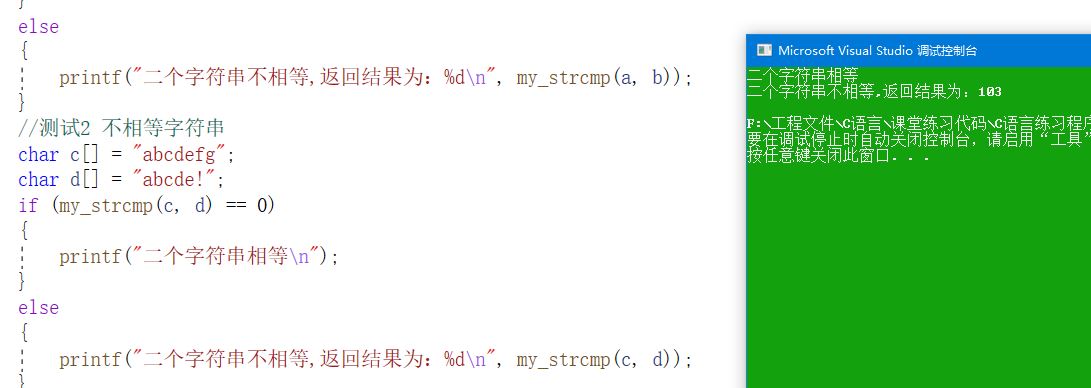 }
else
{
printf("二个字符串不相等,返回结果为：%d\n", my_strcmp(a, b));
}
//测试2 不相等字符串
char c[] = "abcdefg";
char d[] = "abcde!";
if (my_strcmp(c, d) == 0)
{
printf("二个字符串相等\n");
}
else
{
printf("二个字符串不相等,返回结果为：%d\n", my_strcmp(c, d));
}
Microsoft Visual Studio 调试控制台
二个字符串相等
二个字符串不相等,返回结果为：103
F:\工程文件\C语言\课堂练习代码\C语言练习程序
要在调试停止时自动关闭控制台，请启用“工具”
按任意键关闭此窗口. . .